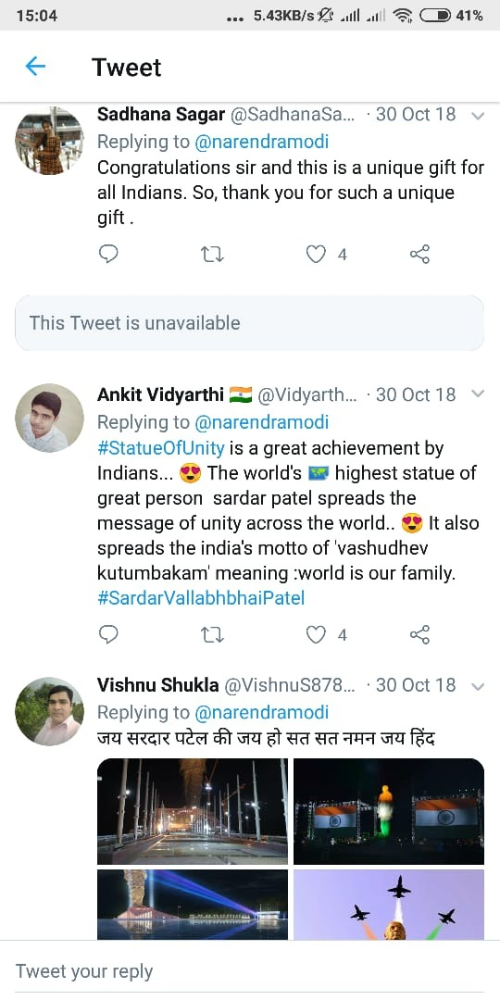 15:04 ... 5.43KB/s 41%
Tweet
Sadhana Sagar @SadhanaSa... · 30 Oct 18
Replying to @narendramodi
Congratulations sir and this is a unique gift for
all Indians. So, thank you for such a unique
gift .
4
This Tweet is unavailable
Ankit Vidyarthi 🇮🇳 @Vidyarth... · 30 Oct 18
Replying to @narendramodi
#StatueOfUnity is a great achievement by
Indians... 😍 The world's 🗺️ highest statue of
great person sardar patel spreads the
message of unity across the world.. 😍 It also
spreads the india's motto of 'vashudhev
kutumbakam' meaning :world is our family.
#SardarVallabhbhaiPatel
4
Vishnu Shukla @VishnuS878... · 30 Oct 18
Replying to @narendramodi
जय सरदार पटेल की जय हो सत सत नमन जय हिंद
Tweet your reply